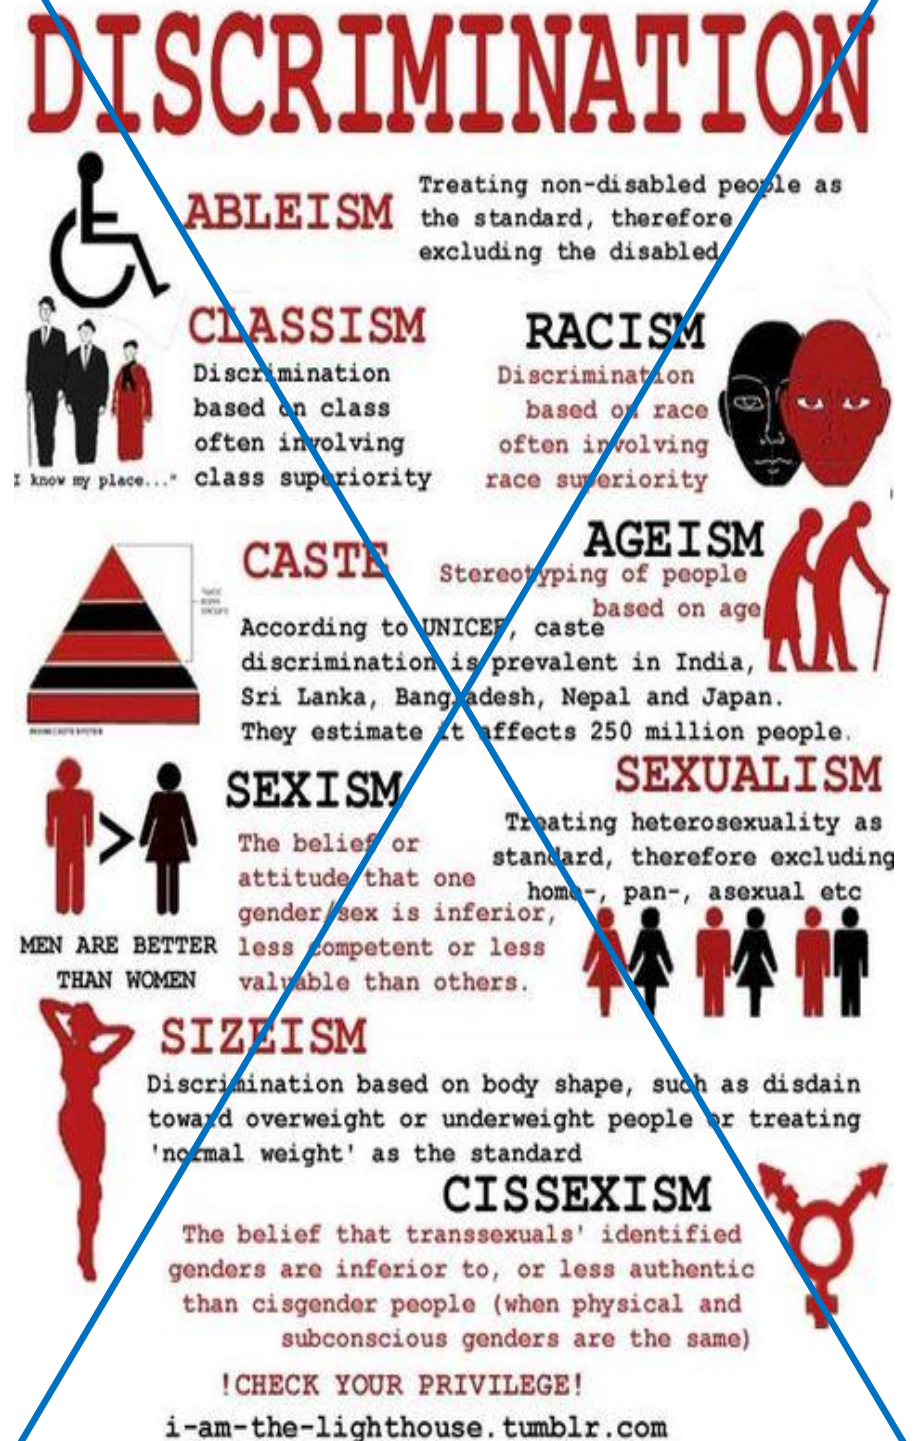 DISCRIMINATION
ABLEISM
Treating non-disabled people as
the standard, therefore
excluding the disabled
CLASSISM
Discrimination
based on class
often involving
class superiority
I know my place..."
RACISM
Discrimination
based on race
often involving
race superiority
AGEISM
Stereotyping of people
based on age
CASTE
According to UNICEF, caste
discrimination is prevalent in India,
Sri Lanka, Bangladesh, Nepal and Japan.
They estimate it affects 250 million people.
SEXISM
The belief or
attitude that one
gender/sex is inferior,
less competent or less
valuable than others.
MEN ARE BETTER
THAN WOMEN
SEXUALISM
Treating heterosexuality as
standard, therefore excluding
homo-, pan-, asexual etc
SIZEISM
Discrimination based on body shape, such as disdain
toward overweight or underweight people or treating
'normal weight' as the standard
CISSEXISM
The belief that transsexuals' identified
genders are inferior to, or less authentic
than cisgender people (when physical and
subconscious genders are the same)
!CHECK YOUR PRIVILEGE!
i-am-the-lighthouse.tumblr.com